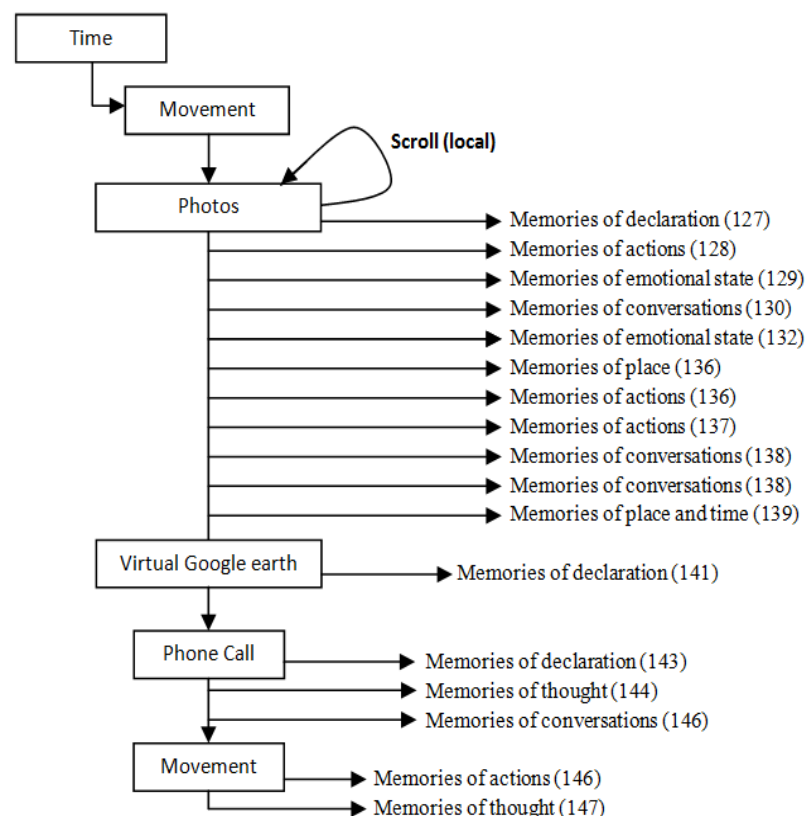 Time
Movement
Scroll (local)
Photos
Memories of declaration (127)
Memories of actions (128)
Memories of emotional state (129)
Memories of conversations (130)
Memories of emotional state (132)
Memories of place (136)
Memories of actions (136)
Memories of actions (137)
Memories of conversations (138)
Memories of conversations (138)
Memories of place and time (139)
Virtual Google earth
Memories of declaration (141)
Phone Call
Memories of declaration (143)
Memories of thought (144)
Memories of conversations (146)
Movement
Memories of actions (146)
Memories of thought (147)